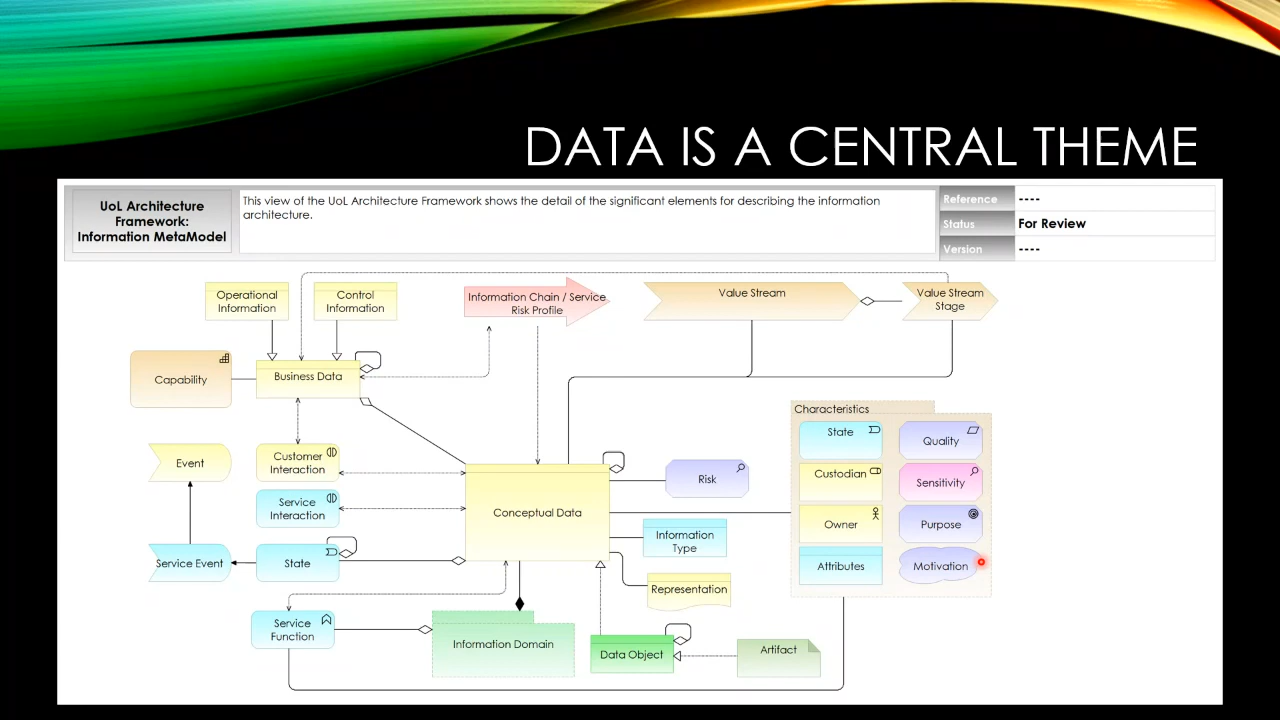 DATA IS A CENTRAL THEME
UoL Architecture
Framework:
Information MetaModel
This view of the UoL Architecture Framework shows the detail of the significant elements for describing the information
architecture.
Reference
----
Status
For Review
Version
----
Operational
Information
Control
Information
Information Chain / Service
Risk Profile
Value Stream
Value Stream
Stage
Capability
Business Data
Characteristics
State
Quality
Event
Customer
Interaction
Custodian
Sensitivity
Risk
Service
Interaction
Conceptual Data
Owner
Purpose
Information
Type
Service Event
State
Attributes
Motivation
Representation
Service
Function
Information Domain
Data Object
Artifact